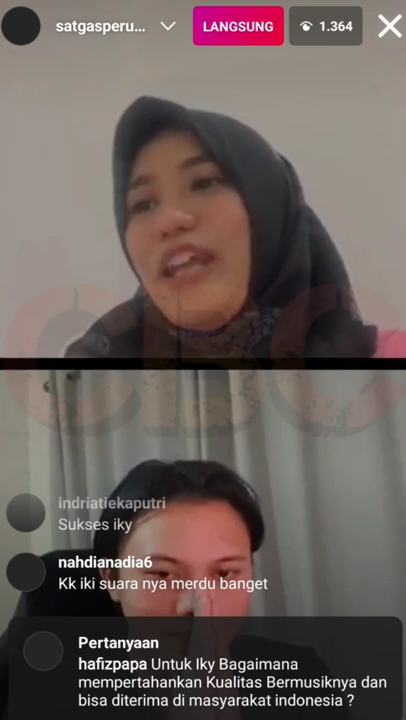 satgasperu...
LANGSUNG
1.364
CBC
indriatiekaputri
Sukses iky
nahdianadia6
Kk iki suara nya merdu banget
Pertanyaan
hafizpapa Untuk Iky Bagaimana
mempertahankan Kualitas Bermusiknya dan
bisa diterima di masyarakat indonesia ?